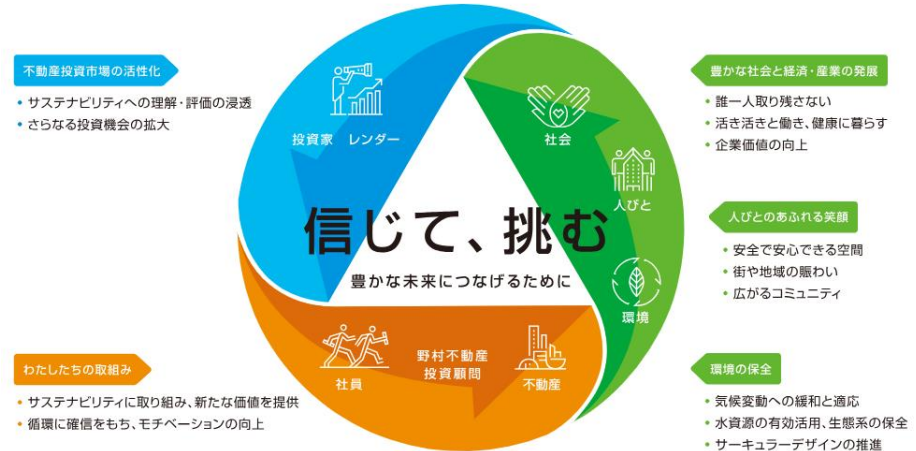 不動産投資市場の活性化
• サステナビリティへの理解・評価の浸透
• さらなる投資機会の拡大
投資家 レンダー
社会
人びと
環境
信じて、挑む
豊かな未来につなげるために
社員
野村不動産
投資顧問
不動産
わたしたちの取組み
• サステナビリティに取り組み、新たな価値を提供
• 循環に確信をもち、モチベーションの向上
豊かな社会と経済・産業の発展
• 誰一人取り残さない
• 活き活きと働き、健康に暮らす
• 企業価値の向上
人びとのあふれる笑顔
• 安全で安心できる空間
• 街や地域の賑わい
• 広がるコミュニティ
環境の保全
• 気候変動への緩和と適応
• 水資源の有効活用、生態系の保全
• サーキュラーデザインの推進